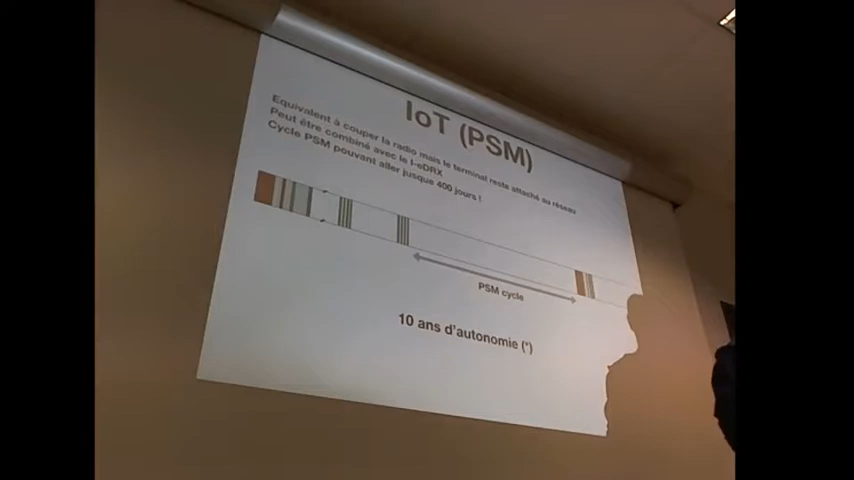 IoT (PSM)
Equivalent à couper la radio mais le terminal reste attaché au réseau
Peut être combiné avec le I-eDRX
Cycle PSM pouvant aller jusque 400 jours !
PSM cycle
10 ans d'autonomie (*)